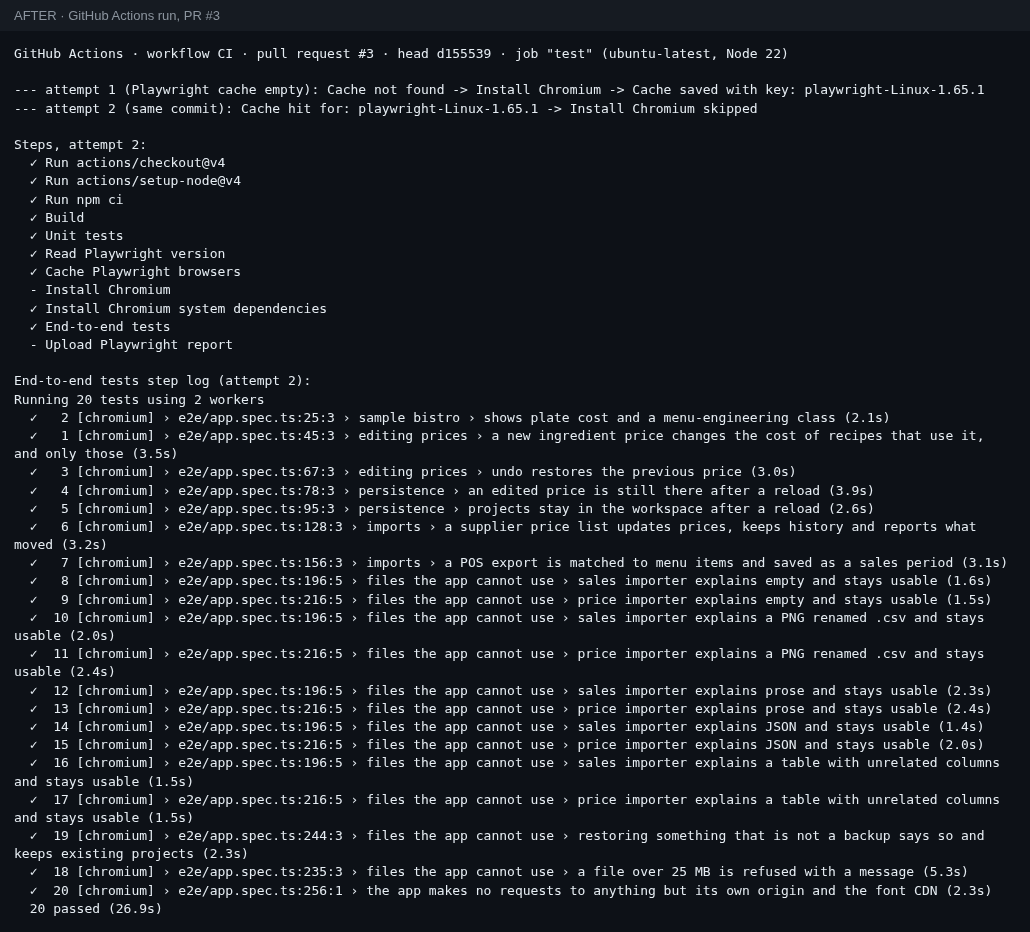 AFTER · GitHub Actions run, PR #3
GitHub Actions · workflow CI · pull request #3 · head d155539 · job "test" (ubuntu-latest, Node 22)
--- attempt 1 (Playwright cache empty): Cache not found -> Install Chromium -> Cache saved with key: playwright-Linux-1.65.1
--- attempt 2 (same commit): Cache hit for: playwright-Linux-1.65.1 -> Install Chromium skipped
Steps, attempt 2:
✓ Run actions/checkout@v4
✓ Run actions/setup-node@v4
✓ Run npm ci
✓ Build
✓ Unit tests
✓ Read Playwright version
✓ Cache Playwright browsers
- Install Chromium
✓ Install Chromium system dependencies
✓ End-to-end tests
- Upload Playwright report
End-to-end tests step log (attempt 2):
Running 20 tests using 2 workers
✓   2 [chromium] › e2e/app.spec.ts:25:3 › sample bistro › shows plate cost and a menu-engineering class (2.1s)
✓   1 [chromium] › e2e/app.spec.ts:45:3 › editing prices › a new ingredient price changes the cost of recipes that use it,
and only those (3.5s)
✓   3 [chromium] › e2e/app.spec.ts:67:3 › editing prices › undo restores the previous price (3.0s)
✓   4 [chromium] › e2e/app.spec.ts:78:3 › persistence › an edited price is still there after a reload (3.9s)
✓   5 [chromium] › e2e/app.spec.ts:95:3 › persistence › projects stay in the workspace after a reload (2.6s)
✓   6 [chromium] › e2e/app.spec.ts:128:3 › imports › a supplier price list updates prices, keeps history and reports what
moved (3.2s)
✓   7 [chromium] › e2e/app.spec.ts:156:3 › imports › a POS export is matched to menu items and saved as a sales period (3.1s)
✓   8 [chromium] › e2e/app.spec.ts:196:5 › files the app cannot use › sales importer explains empty and stays usable (1.6s)
✓   9 [chromium] › e2e/app.spec.ts:216:5 › files the app cannot use › price importer explains empty and stays usable (1.5s)
✓  10 [chromium] › e2e/app.spec.ts:196:5 › files the app cannot use › sales importer explains a PNG renamed .csv and stays
usable (2.0s)
✓  11 [chromium] › e2e/app.spec.ts:216:5 › files the app cannot use › price importer explains a PNG renamed .csv and stays
usable (2.4s)
✓  12 [chromium] › e2e/app.spec.ts:196:5 › files the app cannot use › sales importer explains prose and stays usable (2.3s)
✓  13 [chromium] › e2e/app.spec.ts:216:5 › files the app cannot use › price importer explains prose and stays usable (2.4s)
✓  14 [chromium] › e2e/app.spec.ts:196:5 › files the app cannot use › sales importer explains JSON and stays usable (1.4s)
✓  15 [chromium] › e2e/app.spec.ts:216:5 › files the app cannot use › price importer explains JSON and stays usable (2.0s)
✓  16 [chromium] › e2e/app.spec.ts:196:5 › files the app cannot use › sales importer explains a table with unrelated columns
and stays usable (1.5s)
✓  17 [chromium] › e2e/app.spec.ts:216:5 › files the app cannot use › price importer explains a table with unrelated columns
and stays usable (1.5s)
✓  19 [chromium] › e2e/app.spec.ts:244:3 › files the app cannot use › restoring something that is not a backup says so and
keeps existing projects (2.3s)
✓  18 [chromium] › e2e/app.spec.ts:235:3 › files the app cannot use › a file over 25 MB is refused with a message (5.3s)
✓  20 [chromium] › e2e/app.spec.ts:256:1 › the app makes no requests to anything but its own origin and the font CDN (2.3s)
20 passed (26.9s)